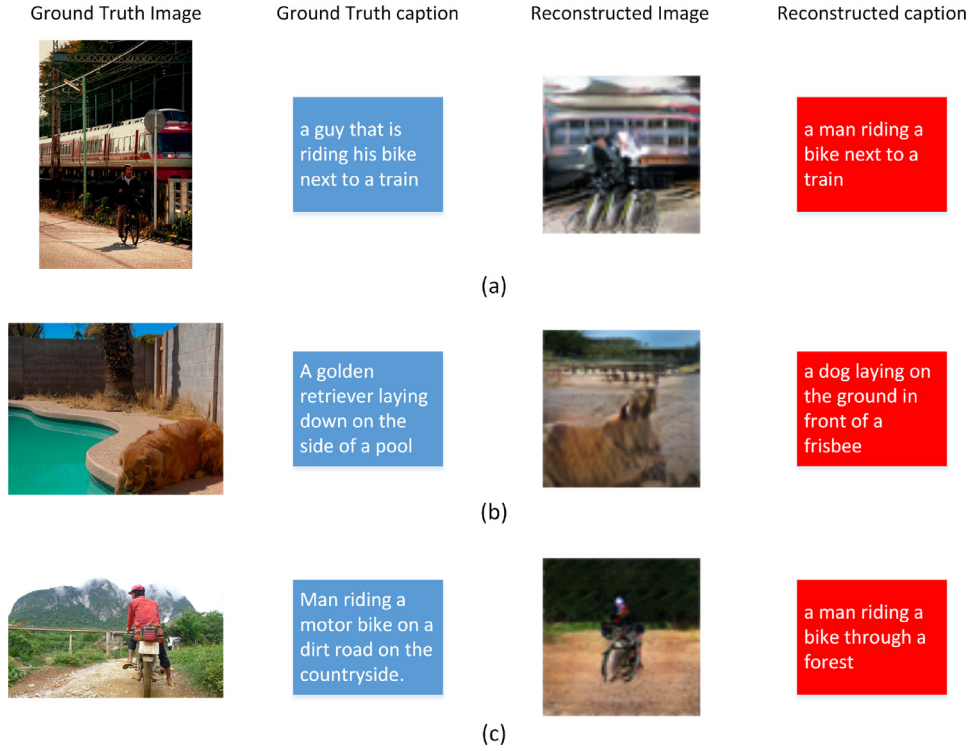 Ground Truth Image
Ground Truth caption
Reconstructed Image
Reconstructed caption
a guy that is
riding his bike
next to a train
a man riding a
bike next to a
train
(a)
A golden
retriever laying
down on the
side of a pool
a dog laying on
the ground in
front of a
frisbee
(b)
Man riding a
motor bike on a
dirt road on the
countryside.
a man riding a
bike through a
forest
(c)